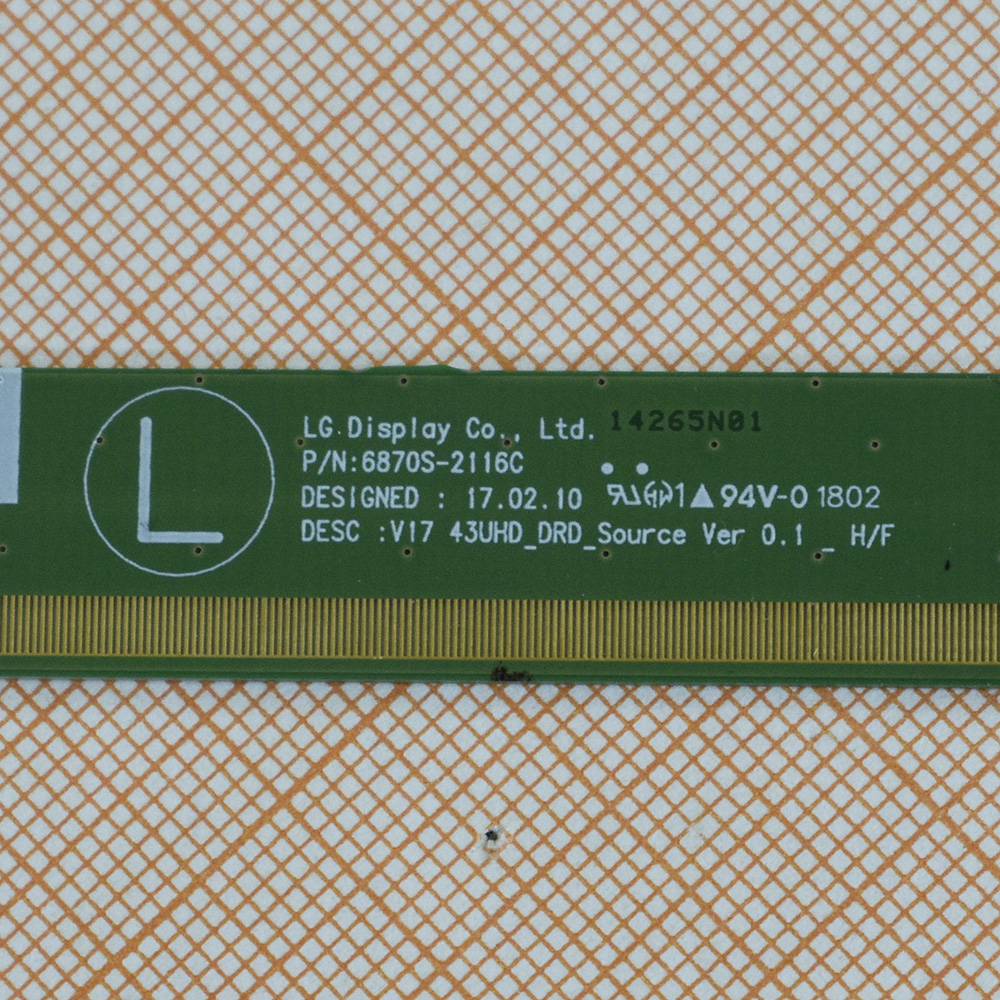 L
LG Display Co., Ltd. 14265N01
P/N:6870S-2116C
DESIGNED : 17.02.10 1▲94V-0 1802
DESC :V17 43UHD_DRD_Source Ver 0.1 _ H/F